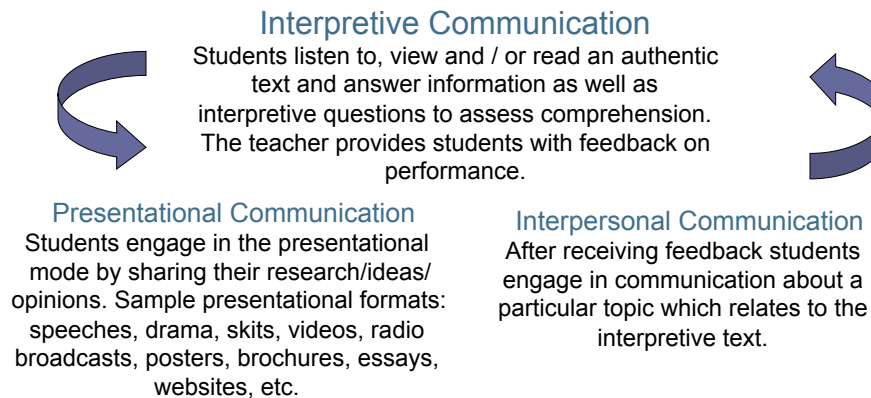 Interpretive Communication
Students listen to, view and / or read an authentic
text and answer information as well as
interpretive questions to assess comprehension.
The teacher provides students with feedback on
performance.
Presentational Communication
Students engage in the presentational
mode by sharing their research/ideas/
opinions. Sample presentational formats:
speeches, drama, skits, videos, radio
broadcasts, posters, brochures, essays,
websites, etc.
Interpersonal Communication
After receiving feedback students
engage in communication about a
particular topic which relates to the
interpretive text.